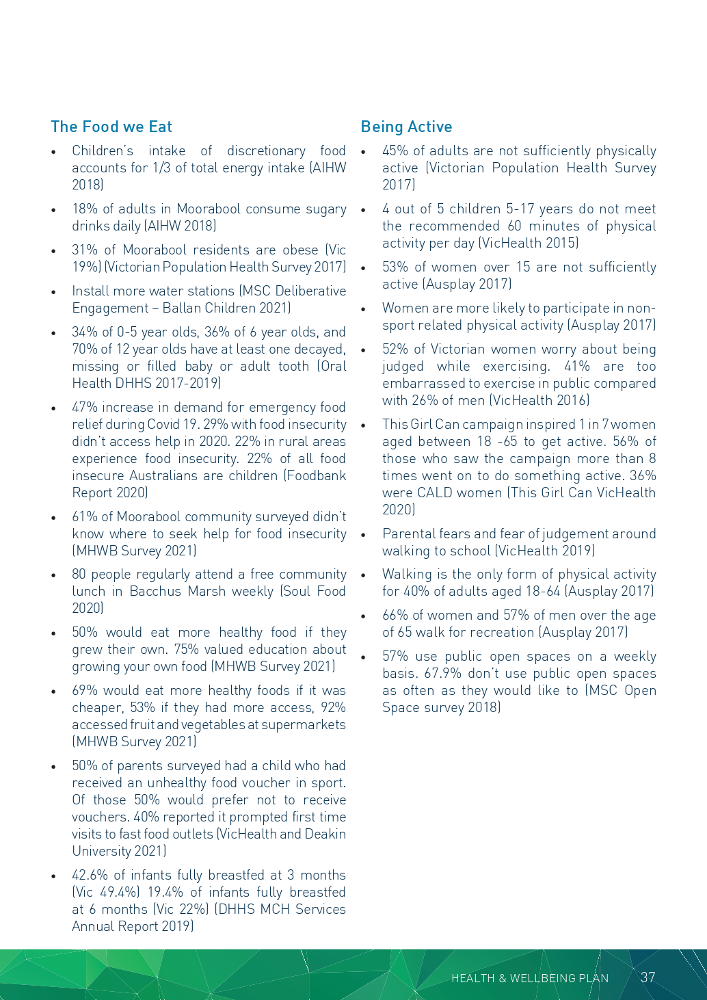 The Food we Eat
• Children's intake of discretionary food
accounts for 1/3 of total energy intake (AIHW
2018)
• 18% of adults in Moorabool consume sugary
drinks daily (AIHW 2018)
• 31% of Moorabool residents are obese (Vic
19%) (Victorian Population Health Survey 2017)
• Install more water stations (MSC Deliberative
Engagement – Ballan Children 2021)
• 34% of 0-5 year olds, 36% of 6 year olds, and
70% of 12 year olds have at least one decayed,
missing or filled baby or adult tooth (Oral
Health DHHS 2017-2019)
• 47% increase in demand for emergency food
relief during Covid 19. 29% with food insecurity
didn't access help in 2020. 22% in rural areas
experience food insecurity. 22% of all food
insecure Australians are children (Foodbank
Report 2020)
• 61% of Moorabool community surveyed didn't
know where to seek help for food insecurity
(MHWB Survey 2021)
• 80 people regularly attend a free community
lunch in Bacchus Marsh weekly (Soul Food
2020)
• 50% would eat more healthy food if they
grew their own. 75% valued education about
growing your own food (MHWB Survey 2021)
• 69% would eat more healthy foods if it was
cheaper, 53% if they had more access, 92%
accessed fruit and vegetables at supermarkets
(MHWB Survey 2021)
• 50% of parents surveyed had a child who had
received an unhealthy food voucher in sport.
Of those 50% would prefer not to receive
vouchers. 40% reported it prompted first time
visits to fast food outlets (VicHealth and Deakin
University 2021)
• 42.6% of infants fully breastfed at 3 months
(Vic 49.4%) 19.4% of infants fully breastfed
at 6 months (Vic 22%) (DHHS MCH Services
Annual Report 2019)
Being Active
• 45% of adults are not sufficiently physically
active (Victorian Population Health Survey
2017)
• 4 out of 5 children 5-17 years do not meet
the recommended 60 minutes of physical
activity per day (VicHealth 2015)
• 53% of women over 15 are not sufficiently
active (Ausplay 2017)
• Women are more likely to participate in non-
sport related physical activity (Ausplay 2017)
• 52% of Victorian women worry about being
judged while exercising. 41% are too
embarrassed to exercise in public compared
with 26% of men (VicHealth 2016)
• This Girl Can campaign inspired 1 in 7 women
aged between 18 -65 to get active. 56% of
those who saw the campaign more than 8
times went on to do something active. 36%
were CALD women (This Girl Can VicHealth
2020)
• Parental fears and fear of judgement around
walking to school (VicHealth 2019)
• Walking is the only form of physical activity
for 40% of adults aged 18-64 (Ausplay 2017)
• 66% of women and 57% of men over the age
of 65 walk for recreation (Ausplay 2017)
• 57% use public open spaces on a weekly
basis. 67.9% don't use public open spaces
as often as they would like to (MSC Open
Space survey 2018)
HEALTH & WELLBEING PLAN 37